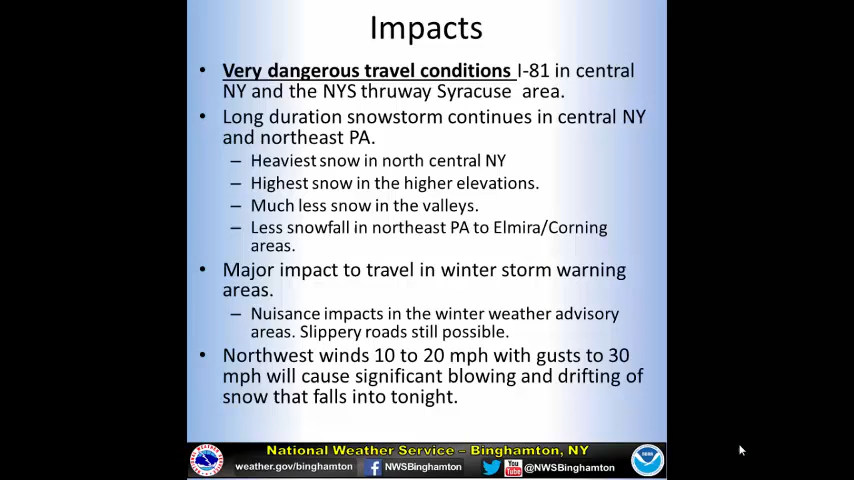 Impacts
• Very dangerous travel conditions I-81 in central
NY and the NYS thruway Syracuse area.
• Long duration snowstorm continues in central NY
and northeast PA.
– Heaviest snow in north central NY
– Highest snow in the higher elevations.
– Much less snow in the valleys.
– Less snowfall in northeast PA to Elmira/Corning
areas.
• Major impact to travel in winter storm warning
areas.
– Nuisance impacts in the winter weather advisory
areas. Slippery roads still possible.
• Northwest winds 10 to 20 mph with gusts to 30
mph will cause significant blowing and drifting of
snow that falls into tonight.
National Weather Service – Binghamton, NY
weather.gov/binghamton NWSBinghamton You Tube @NWSBinghamton